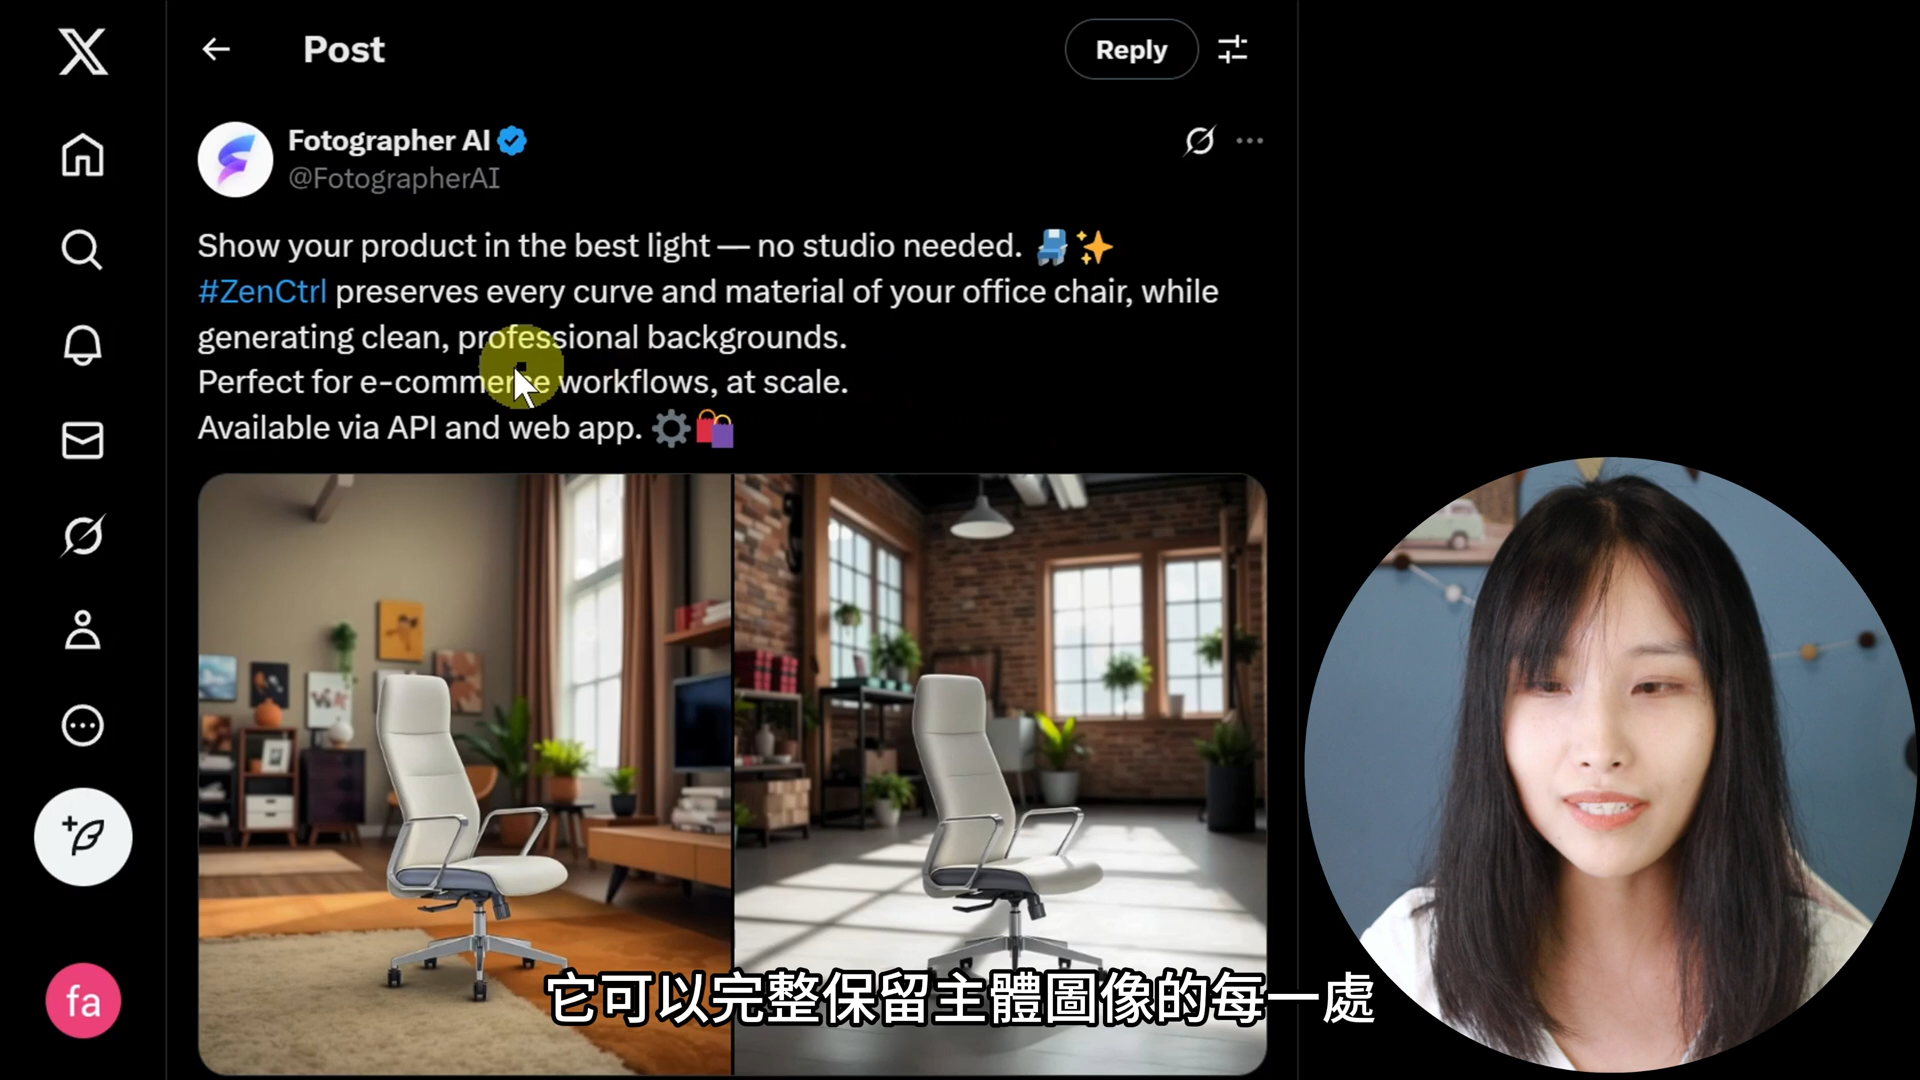 Post
Reply
Fotographer AI
@FotographerAI
Show your product in the best light — no studio needed. 🪑✨
#ZenCtrl preserves every curve and material of your office chair, while
generating clean, professional backgrounds.
Perfect for e-commerce workflows, at scale.
Available via API and web app. ⚙️🛍️
fa
它可以完整保留主體圖像的每一處